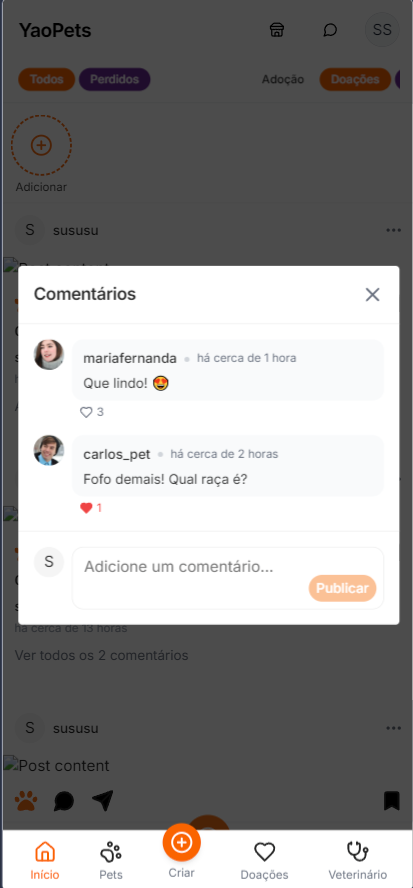 YaoPets
SS
Todos
Perdidos
Adoção
Doações
Adicionar
S
sususu
Post content
Comentários
mariafernanda
há cerca de 1 hora
Que lindo! 🤩
3
carlos_pet
há cerca de 2 horas
Fofo demais! Qual raça é?
1
S
Adicione um comentário...
Publicar
há cerca de 13 horas
Ver todos os 2 comentários
S
sususu
Post content
Início
Pets
Criar
Doações
Veterinário